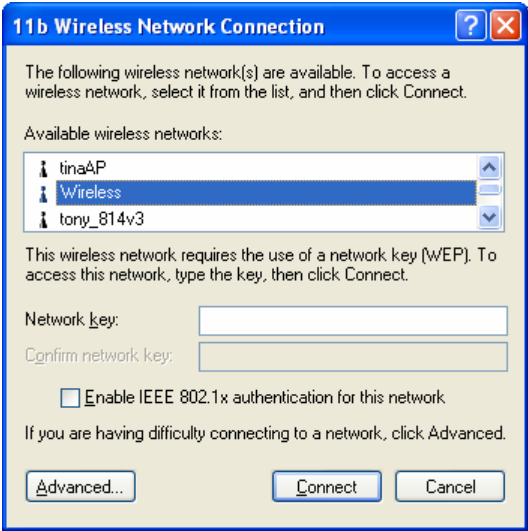 11b Wireless Network Connection
The following wireless network(s) are available. To access a
wireless network, select it from the list, and then click Connect.
Available wireless networks:
tinaAP
Wireless
tony_814v3
This wireless network requires the use of a network key (WEP). To
access this network, type the key, then click Connect.
Network key:
Confirm network key:
Enable IEEE 802.1x authentication for this network
If you are having difficulty connecting to a network, click Advanced.
Advanced... Connect Cancel